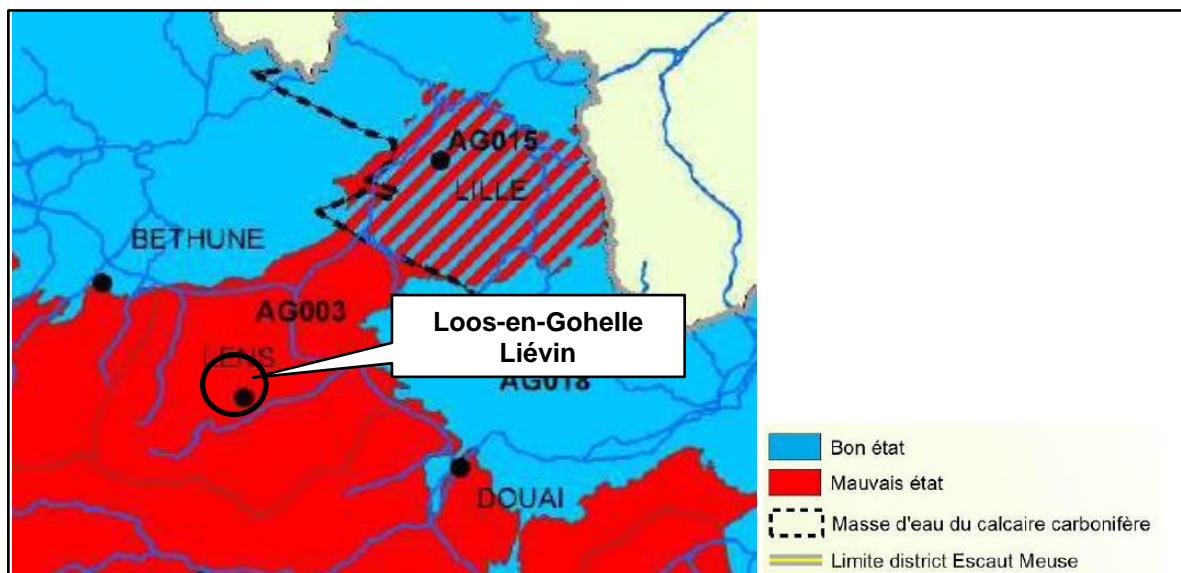 AG015
LILLE
BETHUNE
AG003
Loos-en-Gohelle
Liévin
LENS
AG018
DOUAI
Bon état
Mauvais état
Masse d'eau du calcaire carbonifère
Limite district Escaut Meuse